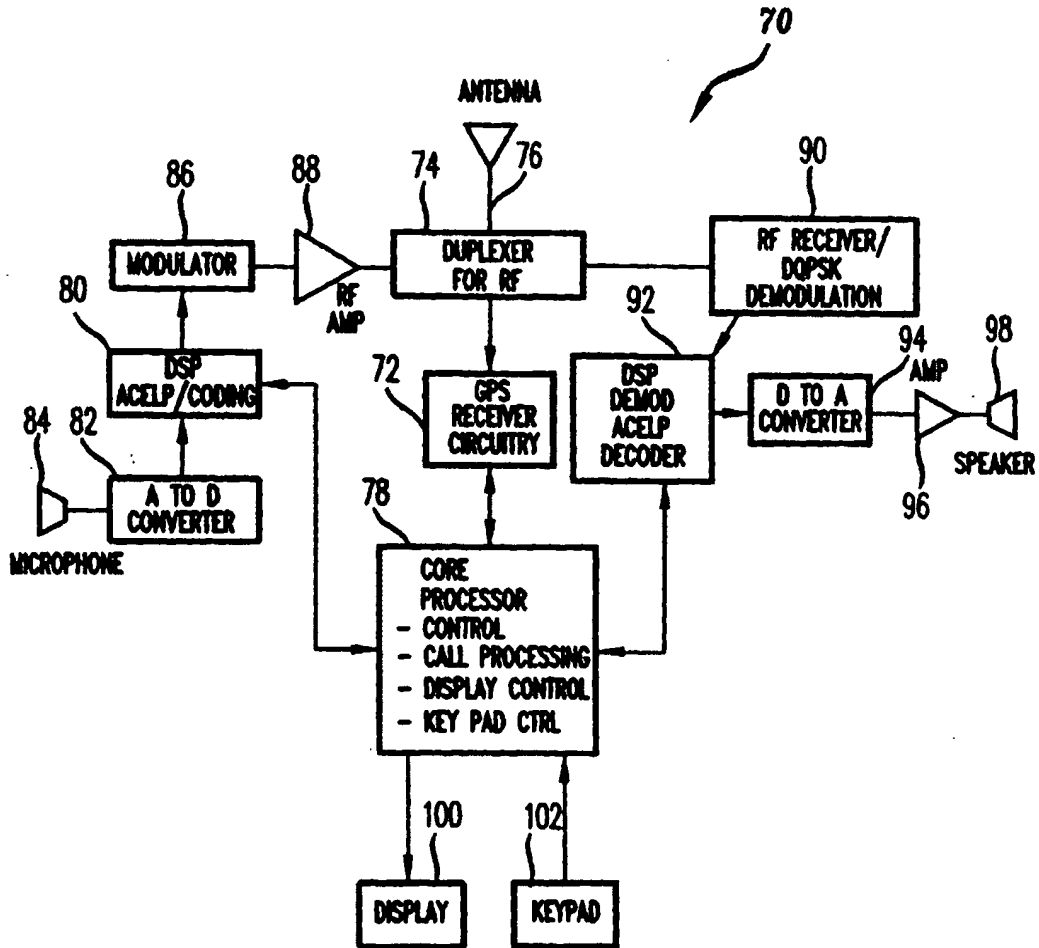 70
ANTENNA
76
86
88
74
90
MODULATOR
RF
AMP
DUPLEXER
FOR RF
RF RECEIVER/
DQPSK
DEMODULATION
80
DSP
ACELP/CODING
72
GPS
RECEIVER
CIRCUITRY
92
DSP
DEMOD
ACELP
DECODER
94
D TO A
CONVERTER
AMP
96
98
SPEAKER
84
MICROPHONE
82
A TO D
CONVERTER
78
CORE
PROCESSOR
- CONTROL
- CALL PROCESSING
- DISPLAY CONTROL
- KEY PAD CTRL
100
DISPLAY
102
KEYPAD